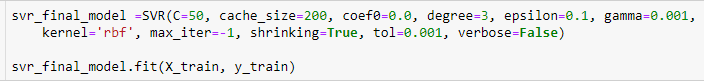 svr_final_model =SVR(C=50, cache_size=200, coef0=0.0, degree=3, epsilon=0.1, gamma=0.001,
kernel='rbf', max_iter=-1, shrinking=True, tol=0.001, verbose=False)
svr_final_model.fit(X_train, y_train)